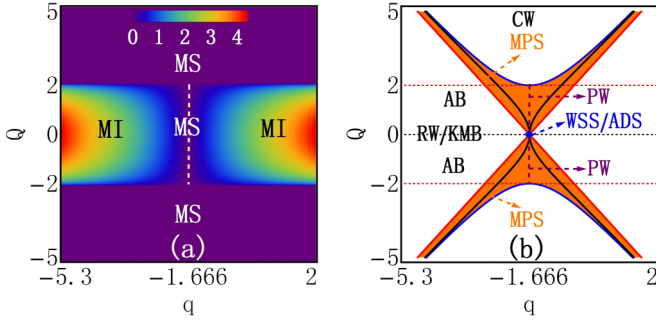 5
2
0
-2
-5
Q
0 1 2 3 4
MS
MI
MS
MI
MS
(a)
-5.3
-1.666
2
q
5
2
0
-2
-5
Q
CW
MPS
AB
PW
WSS/ADS
RW/KMB
AB
PW
MPS
(b)
-5.3
-1.666
2
q